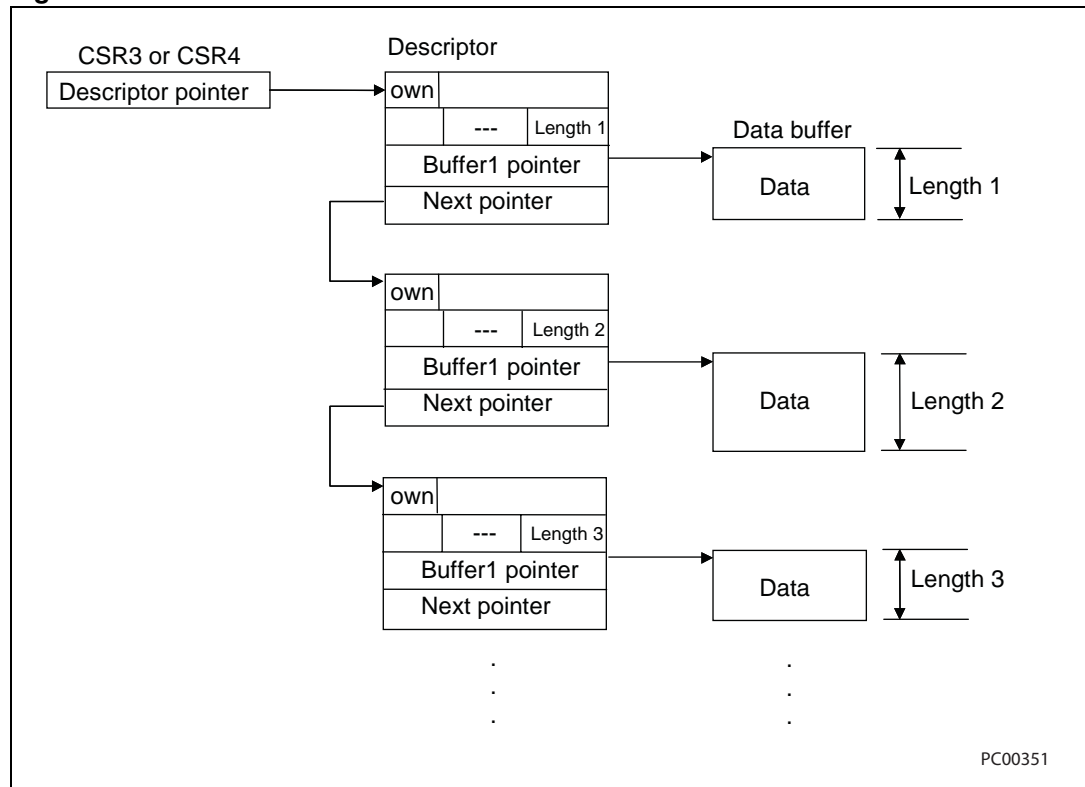 CSR3 or CSR4
Descriptor pointer
Descriptor
own
--- Length 1
Buffer1 pointer
Next pointer
Data buffer
Data
Length 1
own
--- Length 2
Buffer1 pointer
Next pointer
Data
Length 2
own
--- Length 3
Buffer1 pointer
Next pointer
Data
Length 3
. .
. .
. .
PC00351